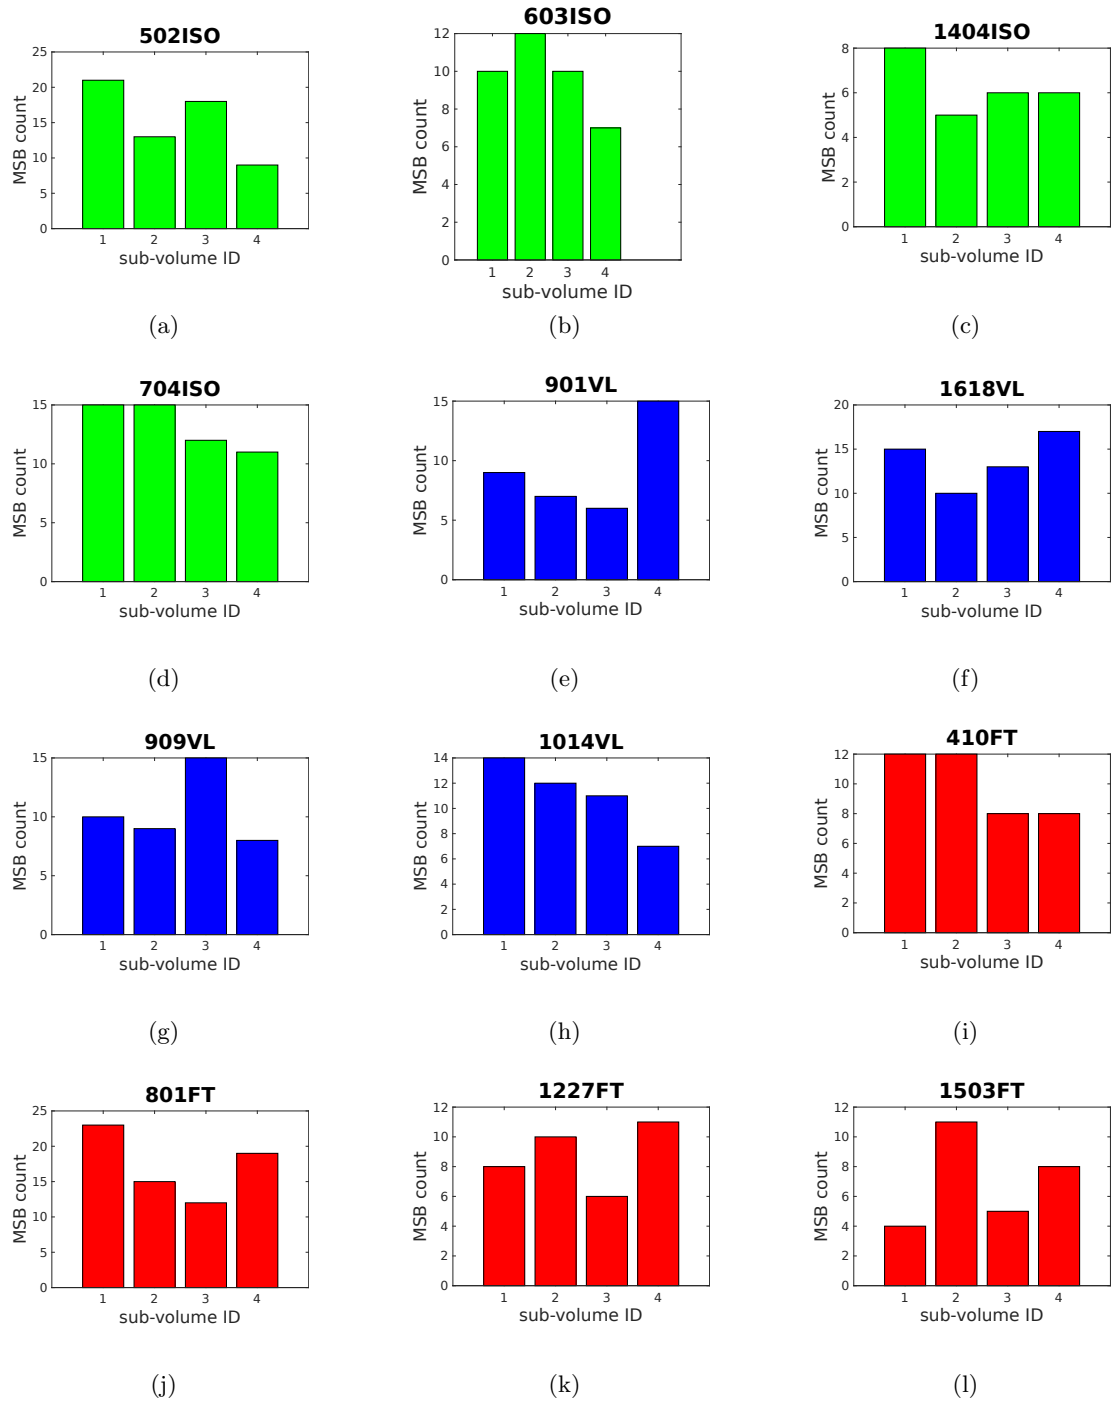 502ISO
25
20
15
10
5
0
MSB count
1 2 3 4
sub-volume ID
(a)
603ISO
12
10
8
6
4
2
0
MSB count
1 2 3 4
sub-volume ID
(b)
1404ISO
8
6
4
2
0
MSB count
1 2 3 4
sub-volume ID
(c)
704ISO
15
10
5
0
MSB count
1 2 3 4
sub-volume ID
(d)
901VL
15
10
5
0
MSB count
1 2 3 4
sub-volume ID
(e)
1618VL
20
15
10
5
0
MSB count
1 2 3 4
sub-volume ID
(f)
909VL
15
10
5
0
MSB count
1 2 3 4
sub-volume ID
(g)
1014VL
14
12
10
8
6
4
2
0
MSB count
1 2 3 4
sub-volume ID
(h)
410FT
12
10
8
6
4
2
0
MSB count
1 2 3 4
sub-volume ID
(i)
801FT
25
20
15
10
5
0
MSB count
1 2 3 4
sub-volume ID
(j)
1227FT
12
10
8
6
4
2
0
MSB count
1 2 3 4
sub-volume ID
(k)
1503FT
12
10
8
6
4
2
0
MSB count
1 2 3 4
sub-volume ID
(l)